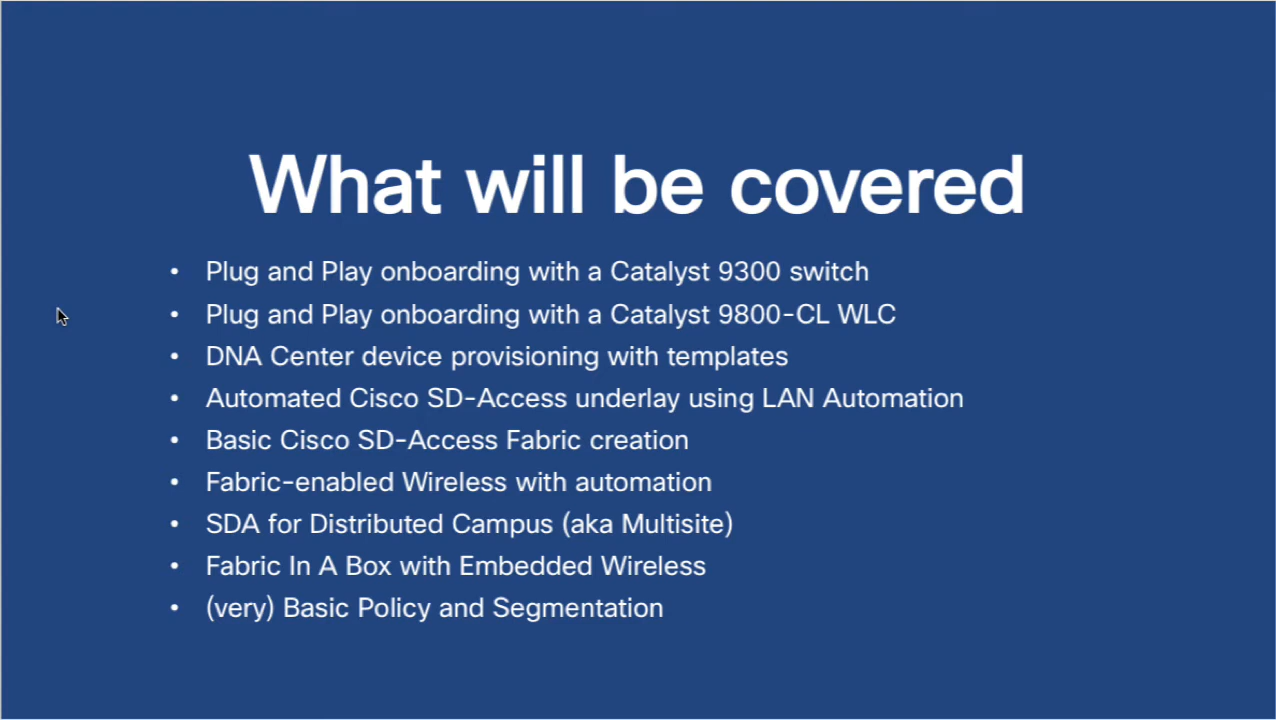 What will be covered
• Plug and Play onboarding with a Catalyst 9300 switch
• Plug and Play onboarding with a Catalyst 9800-CL WLC
• DNA Center device provisioning with templates
• Automated Cisco SD-Access underlay using LAN Automation
• Basic Cisco SD-Access Fabric creation
• Fabric-enabled Wireless with automation
• SDA for Distributed Campus (aka Multisite)
• Fabric In A Box with Embedded Wireless
• (very) Basic Policy and Segmentation